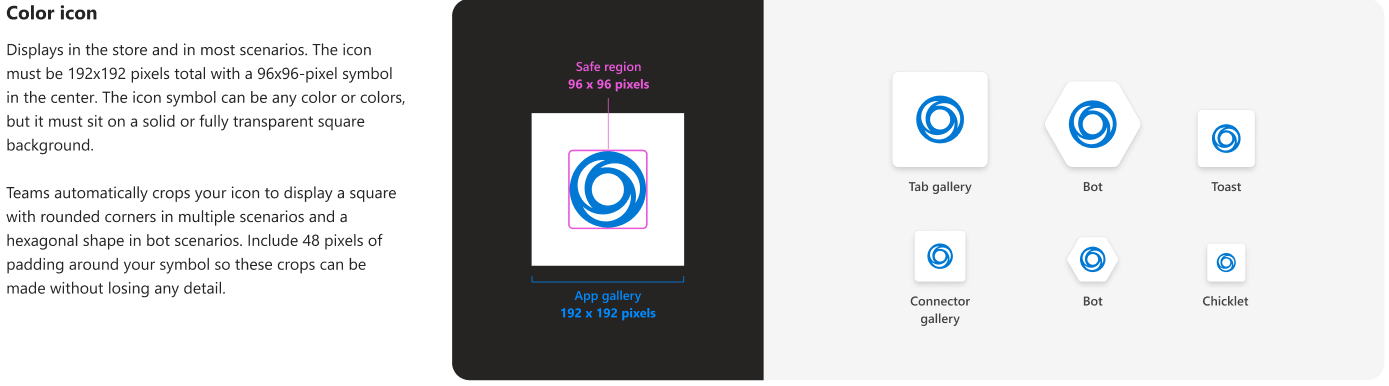 Color icon
Displays in the store and in most scenarios. The icon
must be 192x192 pixels total with a 96x96-pixel symbol
in the center. The icon symbol can be any color or colors,
but it must sit on a solid or fully transparent square
background.
Teams automatically crops your icon to display a square
with rounded corners in multiple scenarios and a
hexagonal shape in bot scenarios. Include 48 pixels of
padding around your symbol so these crops can be
made without losing any detail.
Safe region
96 x 96 pixels
App gallery
192 x 192 pixels
Tab gallery
Bot
Toast
Connector
gallery
Bot
Chicklet